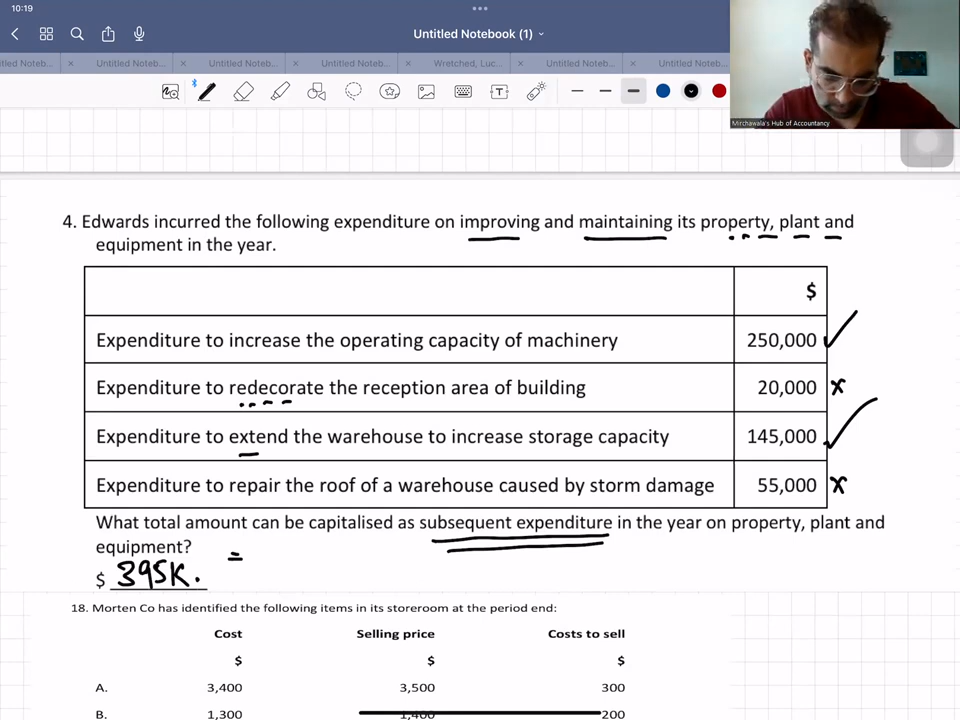 10:19
Untitled Notebook (1)
Untitled Noteb...
Untitled Noteb...
Untitled Noteb...
Wretched, Luc...
Untitled Noteb...
Untitled Noteb...
Mirchawala's Hub of Accountancy
4. Edwards incurred the following expenditure on improving and maintaining its property, plant and
equipment in the year.
$
Expenditure to increase the operating capacity of machinery 250,000
Expenditure to redecorate the reception area of building 20,000 x
Expenditure to extend the warehouse to increase storage capacity 145,000
Expenditure to repair the roof of a warehouse caused by storm damage 55,000 x
What total amount can be capitalised as subsequent expenditure in the year on property, plant and
equipment?
$ 395K.
18. Morten Co has identified the following items in its storeroom at the period end:
Cost Selling price Costs to sell
$ $ $
A. 3,400 3,500 300
B. 1,300 1,400 200